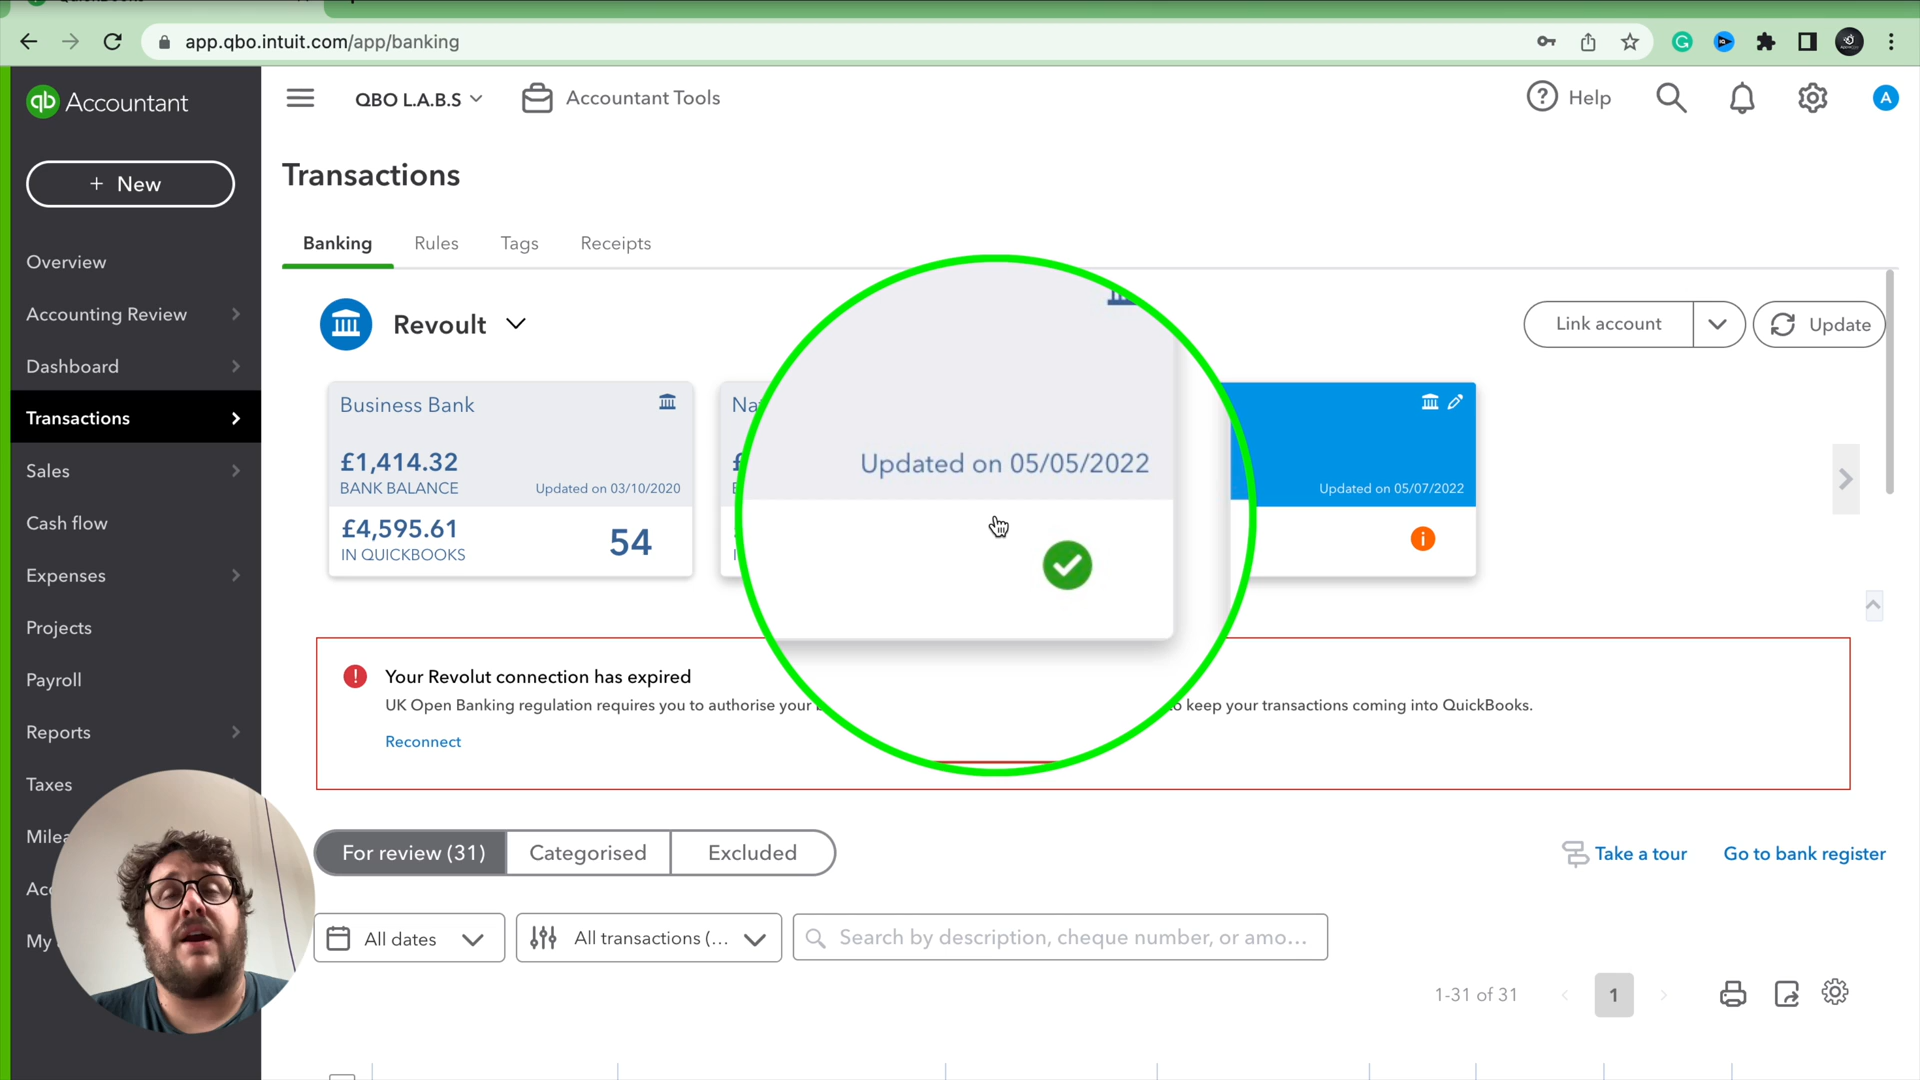 app.qbo.intuit.com/app/banking
qb Accountant
QBO L.A.B.S
Accountant Tools
Help
A
+ New
Transactions
Banking
Rules
Tags
Receipts
Overview
Accounting Review
Dashboard
Transactions
Sales
Cash flow
Expenses
Projects
Payroll
Reports
Taxes
My
Revoult
Link account
Update
Business Bank
£1,414.32
BANK BALANCE
Updated on 03/10/2020
£4,595.61
IN QUICKBOOKS
54
Updated on 05/05/2022
Updated on 05/07/2022
Your Revolut connection has expired
UK Open Banking regulation requires you to authorise your
keep your transactions coming into QuickBooks.
Reconnect
For review (31)
Categorised
Excluded
Take a tour
Go to bank register
All dates
All transactions (...
Search by description, cheque number, or amo...
1-31 of 31
1